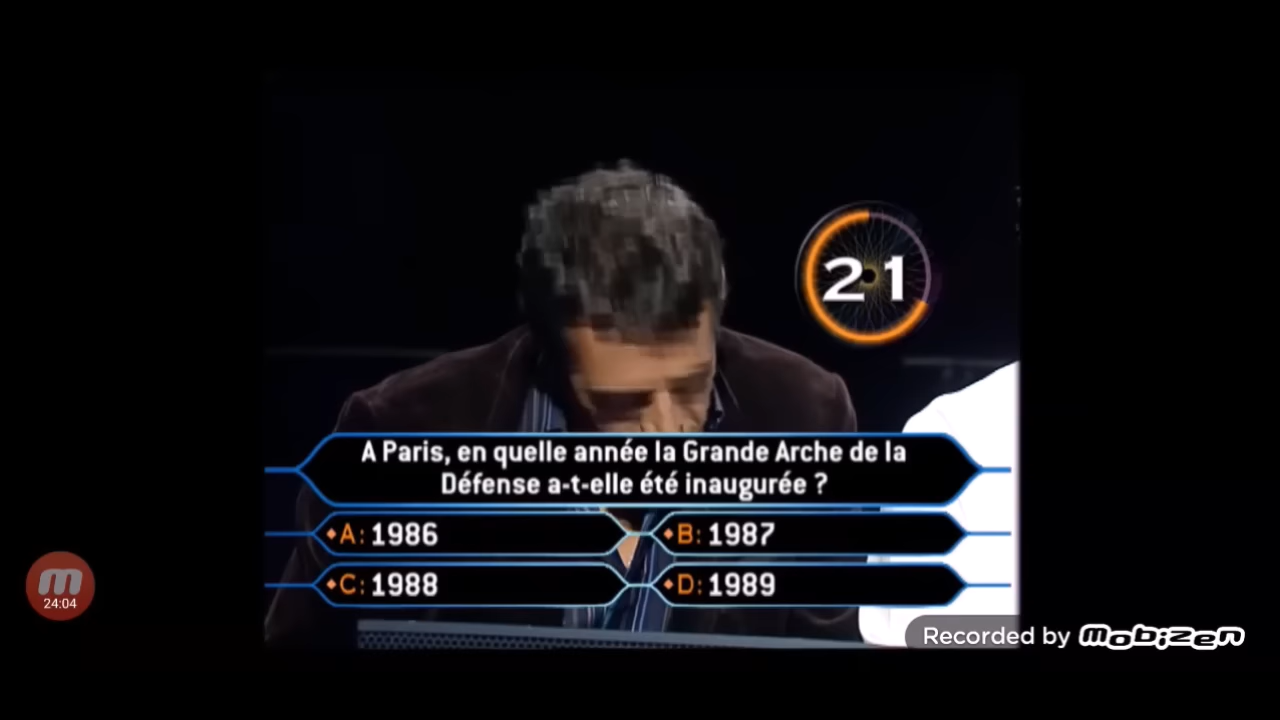 21
A Paris, en quelle année la Grande Arche de la
Défense a-t-elle été inaugurée ?
A: 1986
B: 1987
C: 1988
D: 1989
24:04
Recorded by mobizen